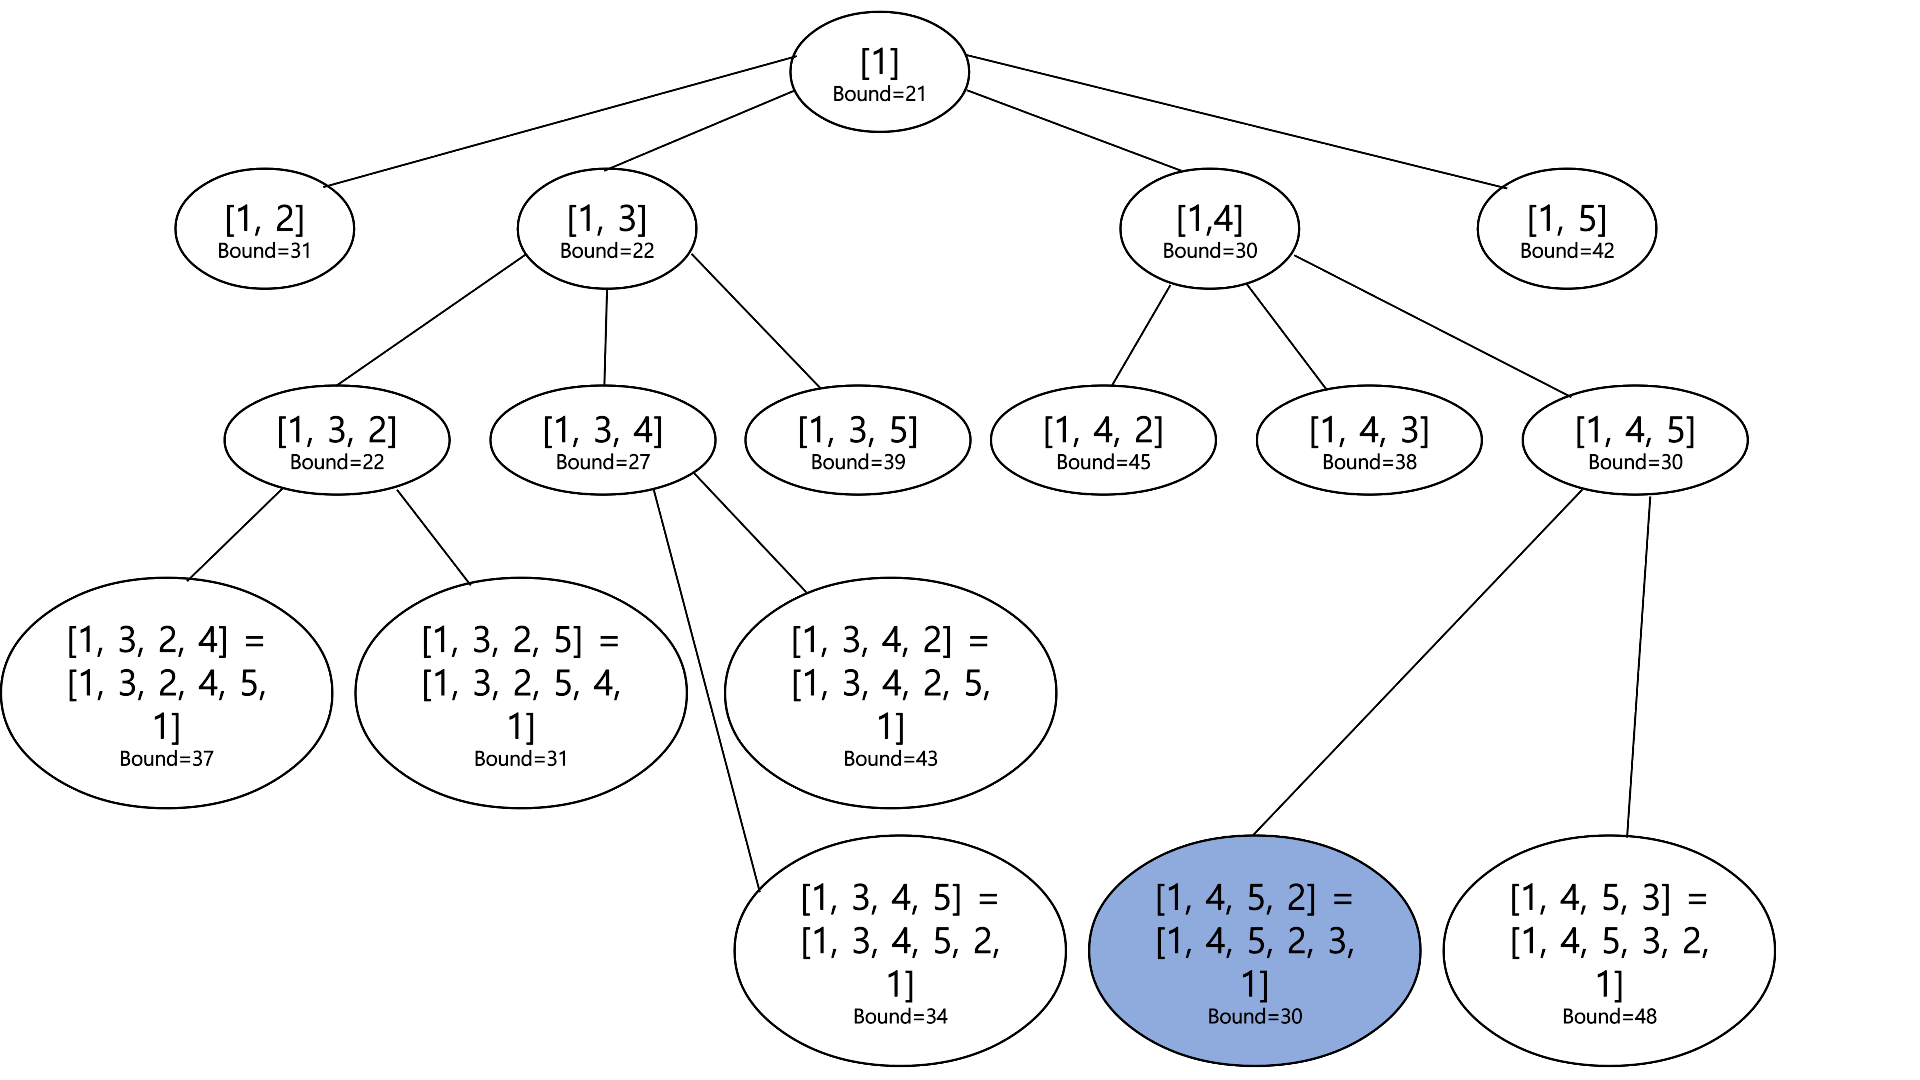 [1]
Bound=21
[1, 2]
Bound=31
[1, 3]
Bound=22
[1,4]
Bound=30
[1, 5]
Bound=42
[1, 3, 2]
Bound=22
[1, 3, 4]
Bound=27
[1, 3, 5]
Bound=39
[1, 4, 2]
Bound=45
[1, 4, 3]
Bound=38
[1, 4, 5]
Bound=30
[1, 3, 2, 4] =
[1, 3, 2, 4, 5,
1]
Bound=37
[1, 3, 2, 5] =
[1, 3, 2, 5, 4,
1]
Bound=31
[1, 3, 4, 2] =
[1, 3, 4, 2, 5,
1]
Bound=43
[1, 3, 4, 5] =
[1, 3, 4, 5, 2,
1]
Bound=34
[1, 4, 5, 2] =
[1, 4, 5, 2, 3,
1]
Bound=30
[1, 4, 5, 3] =
[1, 4, 5, 3, 2,
1]
Bound=48